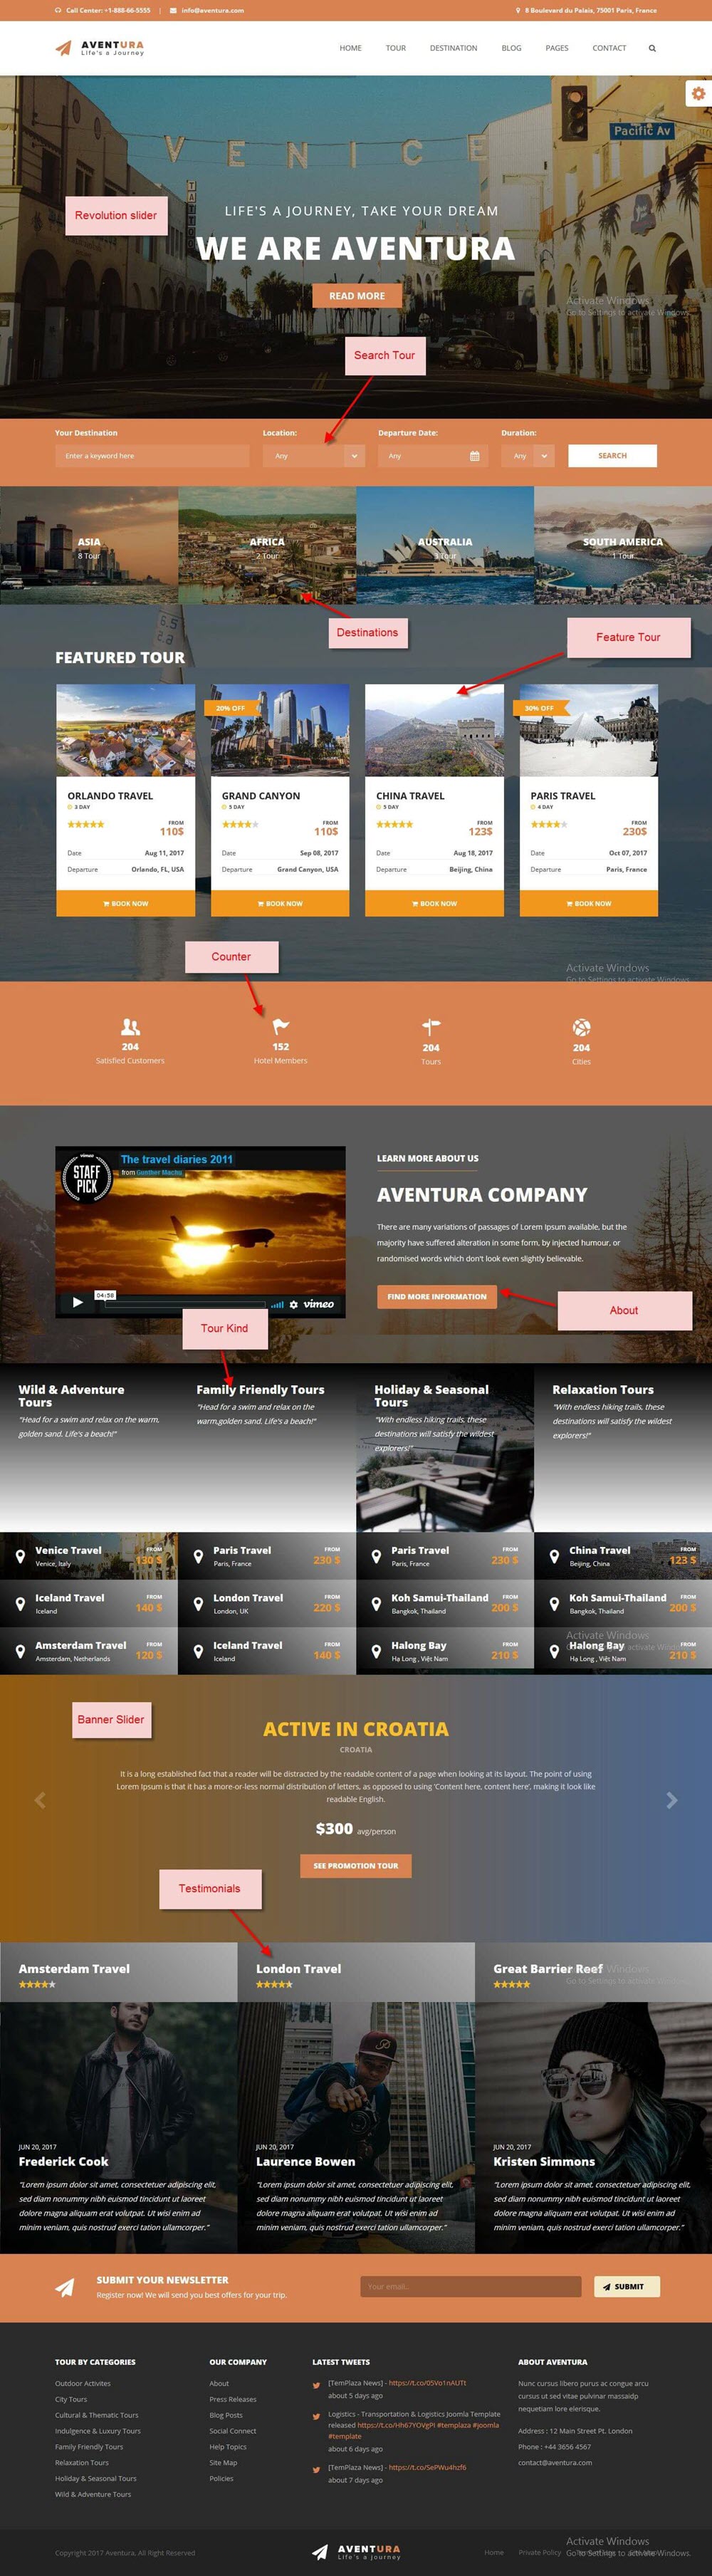 Call Center: +1-888-66-5555 | info@aventura.com
8 Boulevard du Palais, 75001 Paris, France
AVENTURA
Life's a Journey
HOME TOUR DESTINATION BLOG PAGES CONTACT
VENICE
Pacific Av
Revolution slider
LIFE'S A JOURNEY, TAKE YOUR DREAM
WE ARE AVENTURA
READ MORE
Activate Windows
Go to Settings to activate Windows.
Search Tour
Your Destination Location: Departure Date: Duration:
Enter a keyword here Any Any Any SEARCH
ASIA
8 Tour
AFRICA
2 Tour
AUSTRALIA
3 Tour
SOUTH AMERICA
1 Tour
Destinations
Feature Tour
FEATURED TOUR
20% OFF
30% OFF
ORLANDO TRAVEL
3 DAY
FROM
110$
Date Aug 11, 2017
Departure Orlando, FL, USA
BOOK NOW
GRAND CANYON
5 DAY
FROM
110$
Date Sep 08, 2017
Departure Grand Canyon, USA
BOOK NOW
CHINA TRAVEL
5 DAY
FROM
123$
Date Aug 18, 2017
Departure Beijing, China
BOOK NOW
PARIS TRAVEL
4 DAY
FROM
230$
Date Oct 07, 2017
Departure Paris, France
BOOK NOW
Counter
Activate Windows
Go to Settings to activate Windows.
204
Satisfied Customers
152
Hotel Members
204
Tours
204
Cities
vimeo
STAFF
PICK
The travel diaries 2011
from Gunther Machu
04:58
vimeo
LEARN MORE ABOUT US
AVENTURA COMPANY
There are many variations of passages of Lorem Ipsum available, but the
majority have suffered alteration in some form, by injected humour, or
randomised words which don't look even slightly believable.
FIND MORE INFORMATION
About
Tour Kind
Wild & Adventure
Tours
"Head for a swim and relax on the warm,
golden sand. Life's a beach!"
Family Friendly Tours
"Head for a swim and relax on the
warm,golden sand. Life's a beach!"
Holiday & Seasonal
Tours
"With endless hiking trails, these
destinations will satisfy the wildest
explorers!"
Relaxation Tours
"With endless hiking trails, these
destinations will satisfy the wildest
explorers!"
Venice Travel FROM
Venice, Italy 130 $
Paris Travel FROM
Paris, France 230 $
Paris Travel FROM
Paris, France 230 $
China Travel FROM
Beijing, China 123 $
Iceland Travel FROM
Iceland 140 $
London Travel FROM
London, UK 220 $
Koh Samui-Thailand FROM
Bangkok, Thailand 200 $
Koh Samui-Thailand FROM
Bangkok, Thailand 200 $
Activate Windows
Amsterdam Travel FROM
Amsterdam, Netherlands 120 $
Iceland Travel FROM
Iceland 140 $
Halong Bay FROM
Hạ Long , Việt Nam 210 $
Halong Bay FROM
Hạ Long , Việt Nam 210 $
Banner Slider
ACTIVE IN CROATIA
CROATIA
It is a long established fact that a reader will be distracted by the readable content of a page when looking at its layout. The point of using
Lorem Ipsum is that it has a more-or-less normal distribution of letters, as opposed to using 'Content here, content here', making it look like
readable English.
$300 avg/person
SEE PROMOTION TOUR
Testimonials
Amsterdam Travel
London Travel
Great Barrier Reef
JUN 20, 2017
Frederick Cook
"Lorem ipsum dolor sit amet, consectetuer adipiscing elit,
sed diam nonummy nibh euismod tincidunt ut laoreet
dolore magna aliquam erat volutpat. Ut wisi enim ad
minim veniam, quis nostrud exerci tation ullamcorper."
JUN 20, 2017
Laurence Bowen
"Lorem ipsum dolor sit amet, consectetuer adipiscing elit,
sed diam nonummy nibh euismod tincidunt ut laoreet
dolore magna aliquam erat volutpat. Ut wisi enim ad
minim veniam, quis nostrud exerci tation ullamcorper."
JUN 20, 2017
Kristen Simmons
"Lorem ipsum dolor sit amet, consectetuer adipiscing elit,
sed diam nonummy nibh euismod tincidunt ut laoreet
dolore magna aliquam erat volutpat. Ut wisi enim ad
minim veniam, quis nostrud exerci tation ullamcorper."
SUBMIT YOUR NEWSLETTER
Register now! We will send you best offers for your trip.
Your email...
SUBMIT
TOUR BY CATEGORIES
Outdoor Activites
City Tours
Cultural & Thematic Tours
Indulgence & Luxury Tours
Family Friendly Tours
Relaxation Tours
Holiday & Seasonal Tours
Wild & Adventure Tours
OUR COMPANY
About
Press Releases
Blog Posts
Social Connect
Help Topics
Site Map
Policies
LATEST TWEETS
[TemPlaza News] - https://t.co/05Vo1nAUTt
about 5 days ago
Logistics - Transportation & Logistics Joomla Template
released https://t.co/Hh67YOVgPl #templaza #joomla
#template
about 6 days ago
[TemPlaza News] - https://t.co/SePWu4hzf6
about 7 days ago
ABOUT AVENTURA
Nunc cursus libero purus ac congue arcu
cursus ut sed vitae pulvinar massaidp
nequetiam lore elerisque.
Address : 12 Main Street Pt. London
Phone : +44 3656 4567
contact@aventura.com
Activate Windows
Go to Settings to activate Windows.
Copyright 2017 Aventura, All Right Reserved
AVENTURA
Life's a Journey
Home Private Policy